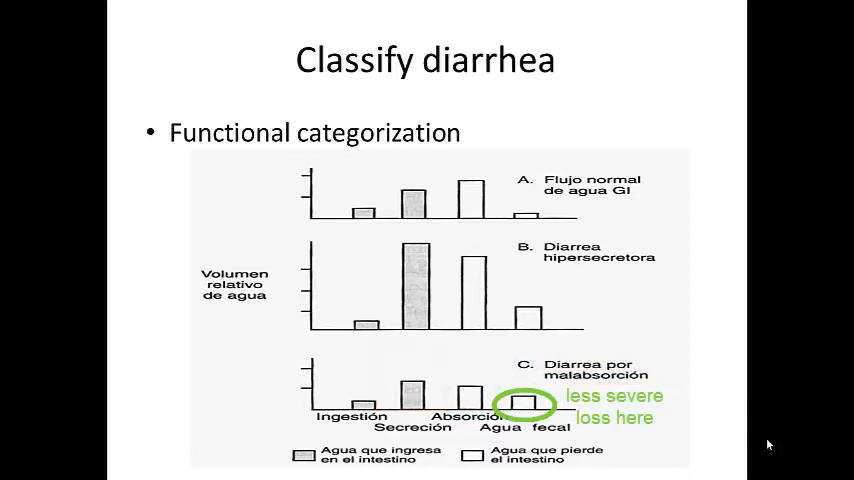 Classify diarrhea
• Functional categorization
A. Flujo normal
de agua GI
B. Diarrea
hipersecretora
Volumen
relativo
de agua
C. Diarrea por
malabsorción
less severe
loss here
Ingestión
Secreción
Absorción
Agua fecal
Agua que ingresa
en el intestino
Agua que pierde
el intestino